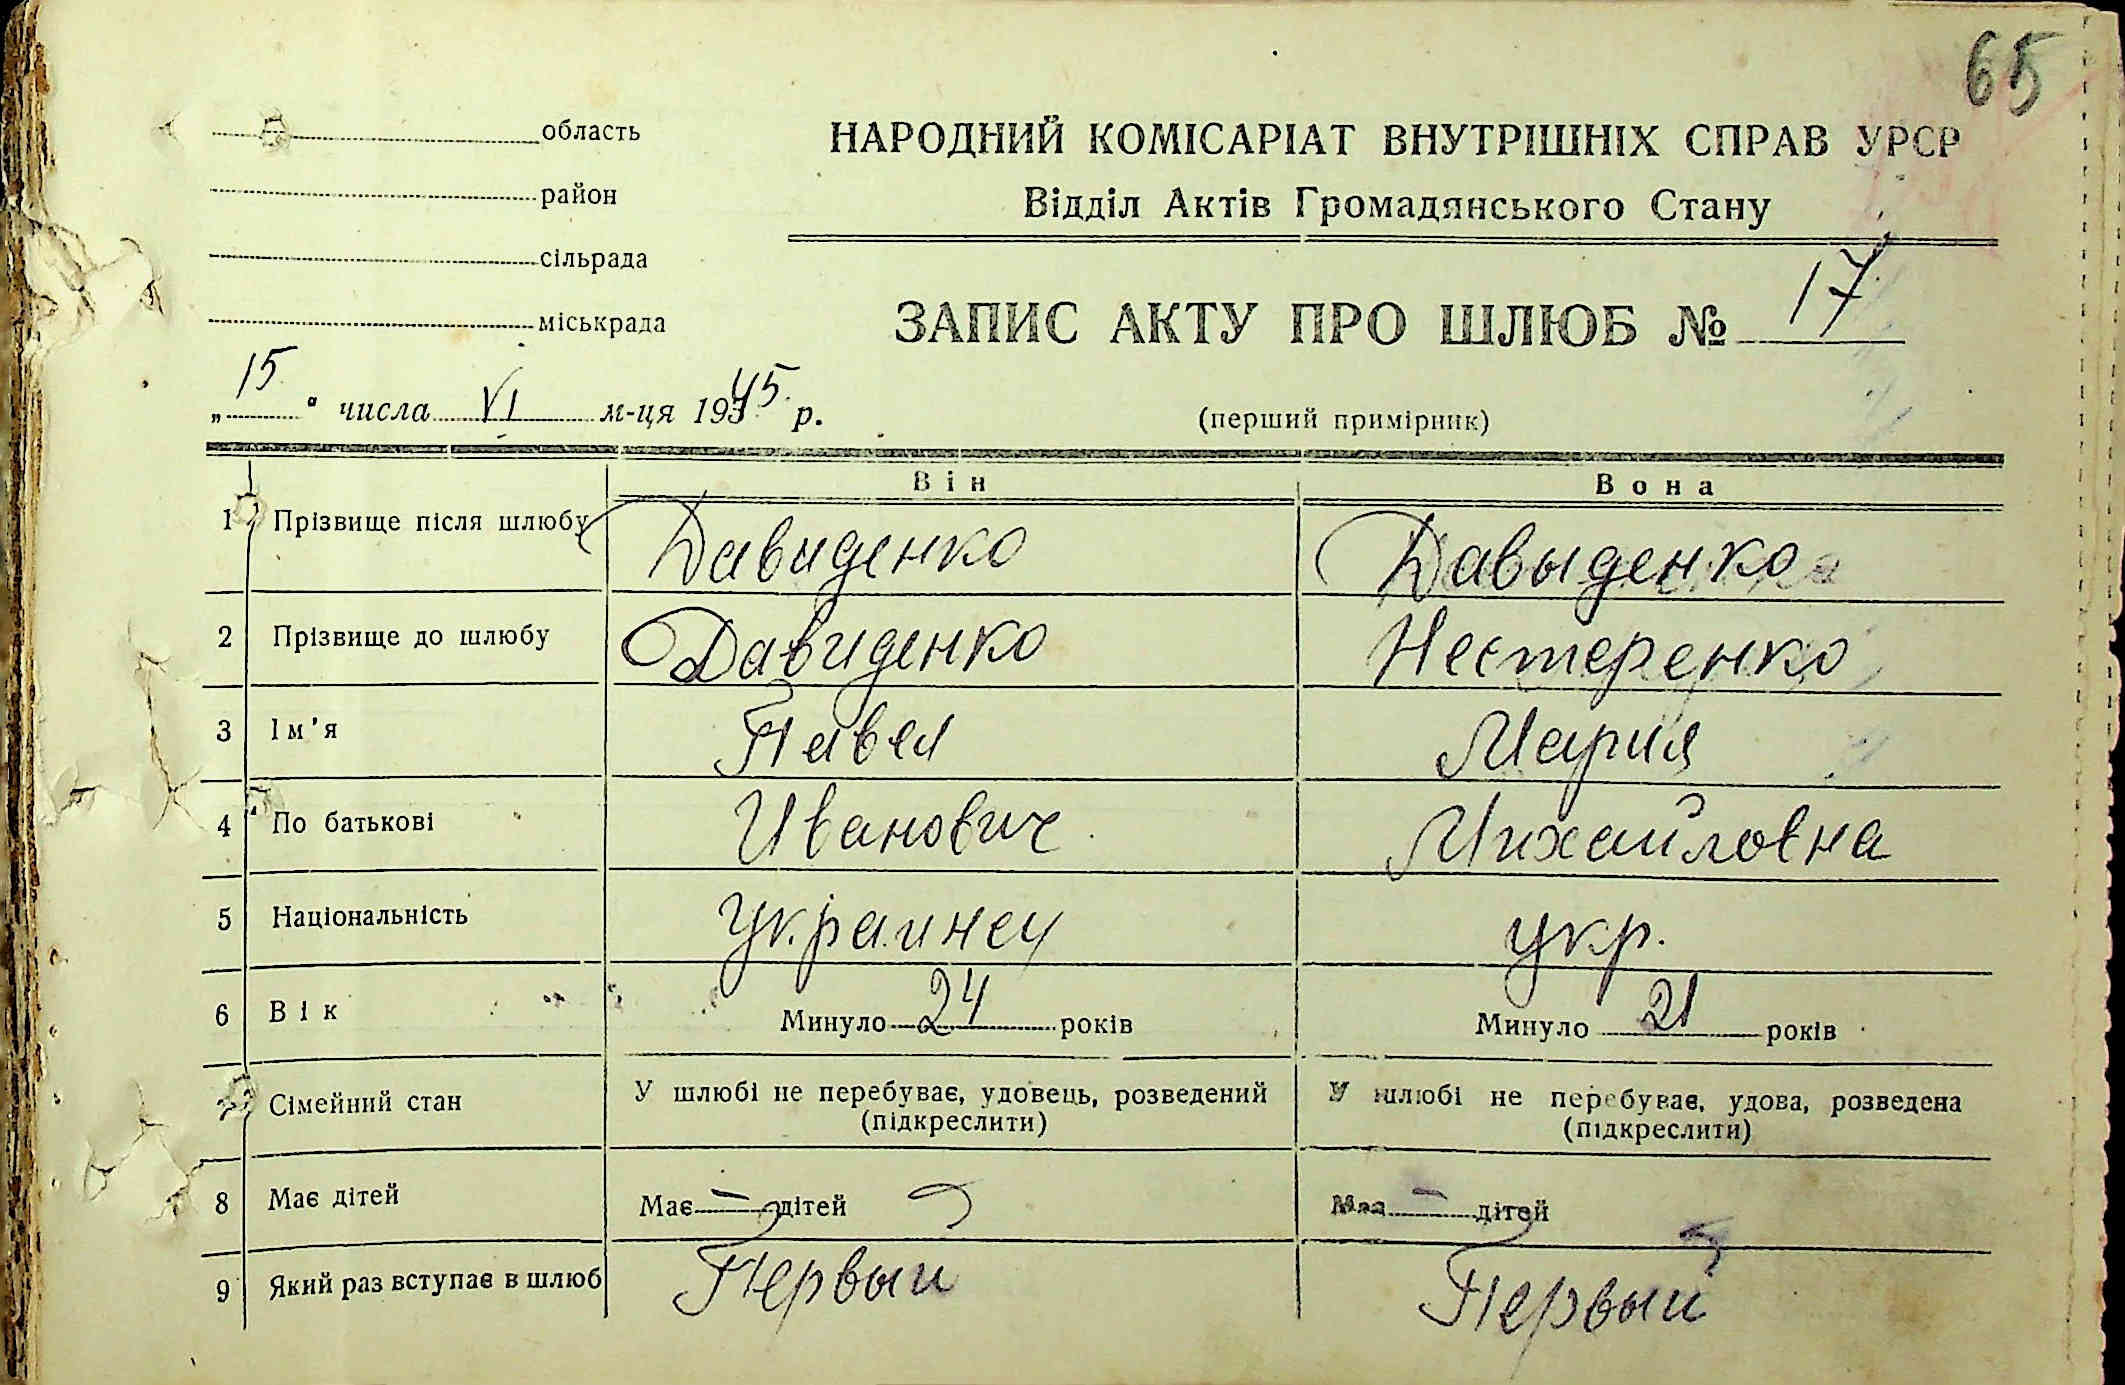 65
область
район
сільрада
міськрада
НАРОДНИЙ КОМІСАРІАТ ВНУТРІШНІХ СПРАВ УРСР
Відділ Актів Громадянського Стану
ЗАПИС АКТУ ПРО ШЛЮБ № 17
„15“ числа VI м-ця 1945 р.
(перший примірник)
Він Вона
1 Прізвище після шлюбу Давиденко Давыденко
2 Прізвище до шлюбу Давиденко Нестеренко
3 Ім'я Павел Мария
4 По батькові Иванович Михайловна
5 Національність Украинец укр.
6 Вік Минуло 24 років Минуло 21 років
7 Сімейний стан У шлюбі не перебуває, удовець, розведений У шлюбі не перебуває, удова, розведена
(підкреслити) (підкреслити)
8 Має дітей Має — дітей Має — дітей
9 Який раз вступає в шлюб Первый Первый